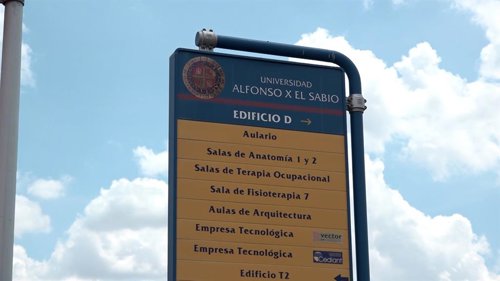 UNIVERSIDAD
ALFONSO X EL SABIO
EDIFICIO D →
Aulario
Salas de Anatomía 1 y 2
Salas de Terapia Ocupacional
Sala de Fisioterapia 7
Aulas de Arquitectura
Empresa Tecnológica vector
Empresa Tecnológica
Edificio T2